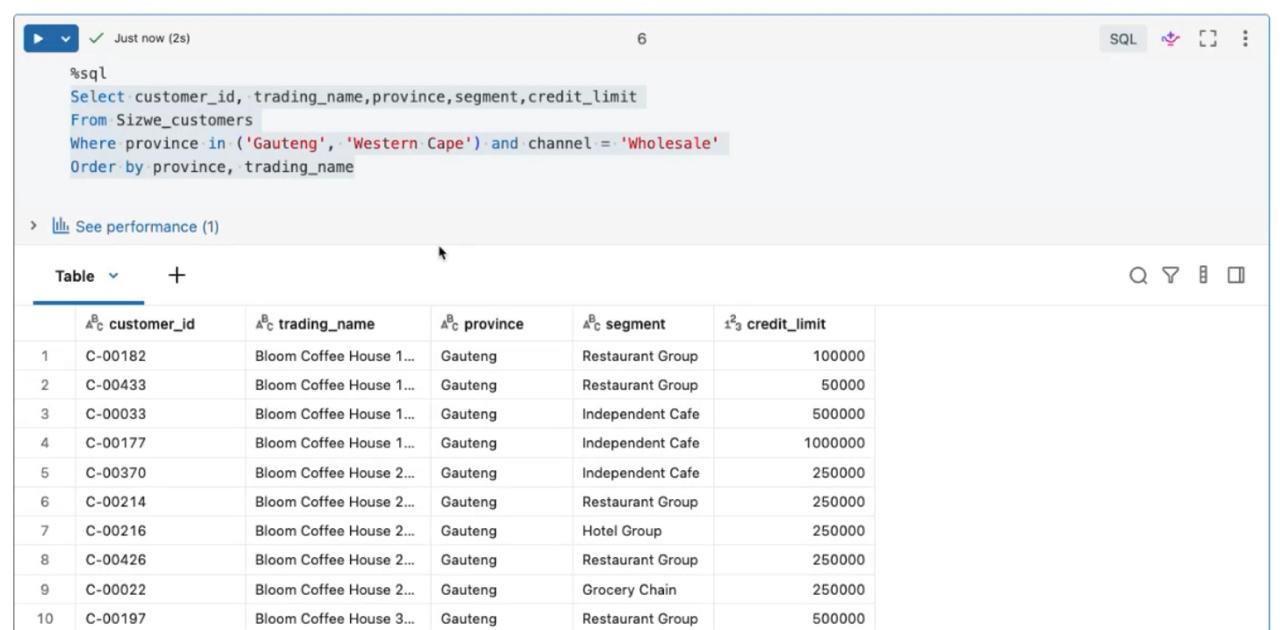 Just now (2s)
6
SQL
%sql
Select customer_id, trading_name,province,segment,credit_limit
From Sizwe_customers
Where province in ('Gauteng', 'Western Cape') and channel = 'Wholesale'
Order by province, trading_name
See performance (1)
Table
customer_id trading_name province segment credit_limit
1 C-00182 Bloom Coffee House 1... Gauteng Restaurant Group 100000
2 C-00433 Bloom Coffee House 1... Gauteng Restaurant Group 50000
3 C-00033 Bloom Coffee House 1... Gauteng Independent Cafe 500000
4 C-00177 Bloom Coffee House 1... Gauteng Independent Cafe 1000000
5 C-00370 Bloom Coffee House 2... Gauteng Independent Cafe 250000
6 C-00214 Bloom Coffee House 2... Gauteng Restaurant Group 250000
7 C-00216 Bloom Coffee House 2... Gauteng Hotel Group 250000
8 C-00426 Bloom Coffee House 2... Gauteng Restaurant Group 250000
9 C-00022 Bloom Coffee House 2... Gauteng Grocery Chain 250000
10 C-00197 Bloom Coffee House 3... Gauteng Restaurant Group 500000